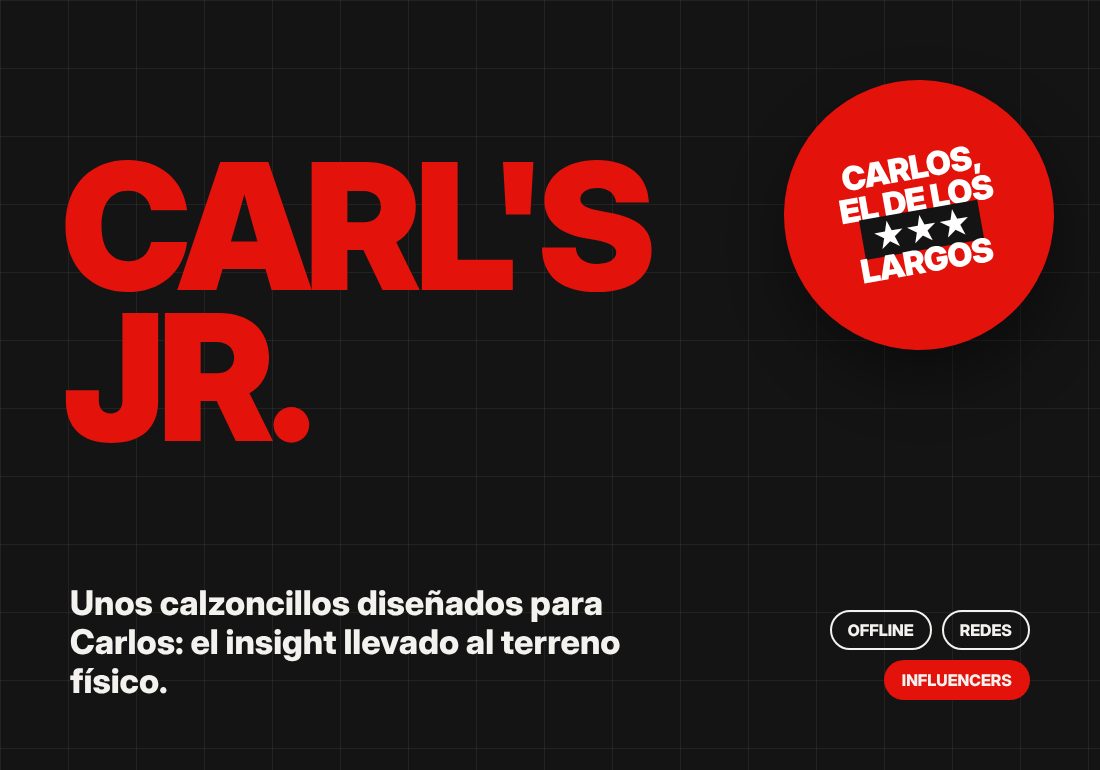 CARL'S
JR.
CARLOS,
EL DE LOS
★★★
LARGOS
Unos calzoncillos diseñados para
Carlos: el insight llevado al terreno
físico.
OFFLINE
REDES
INFLUENCERS